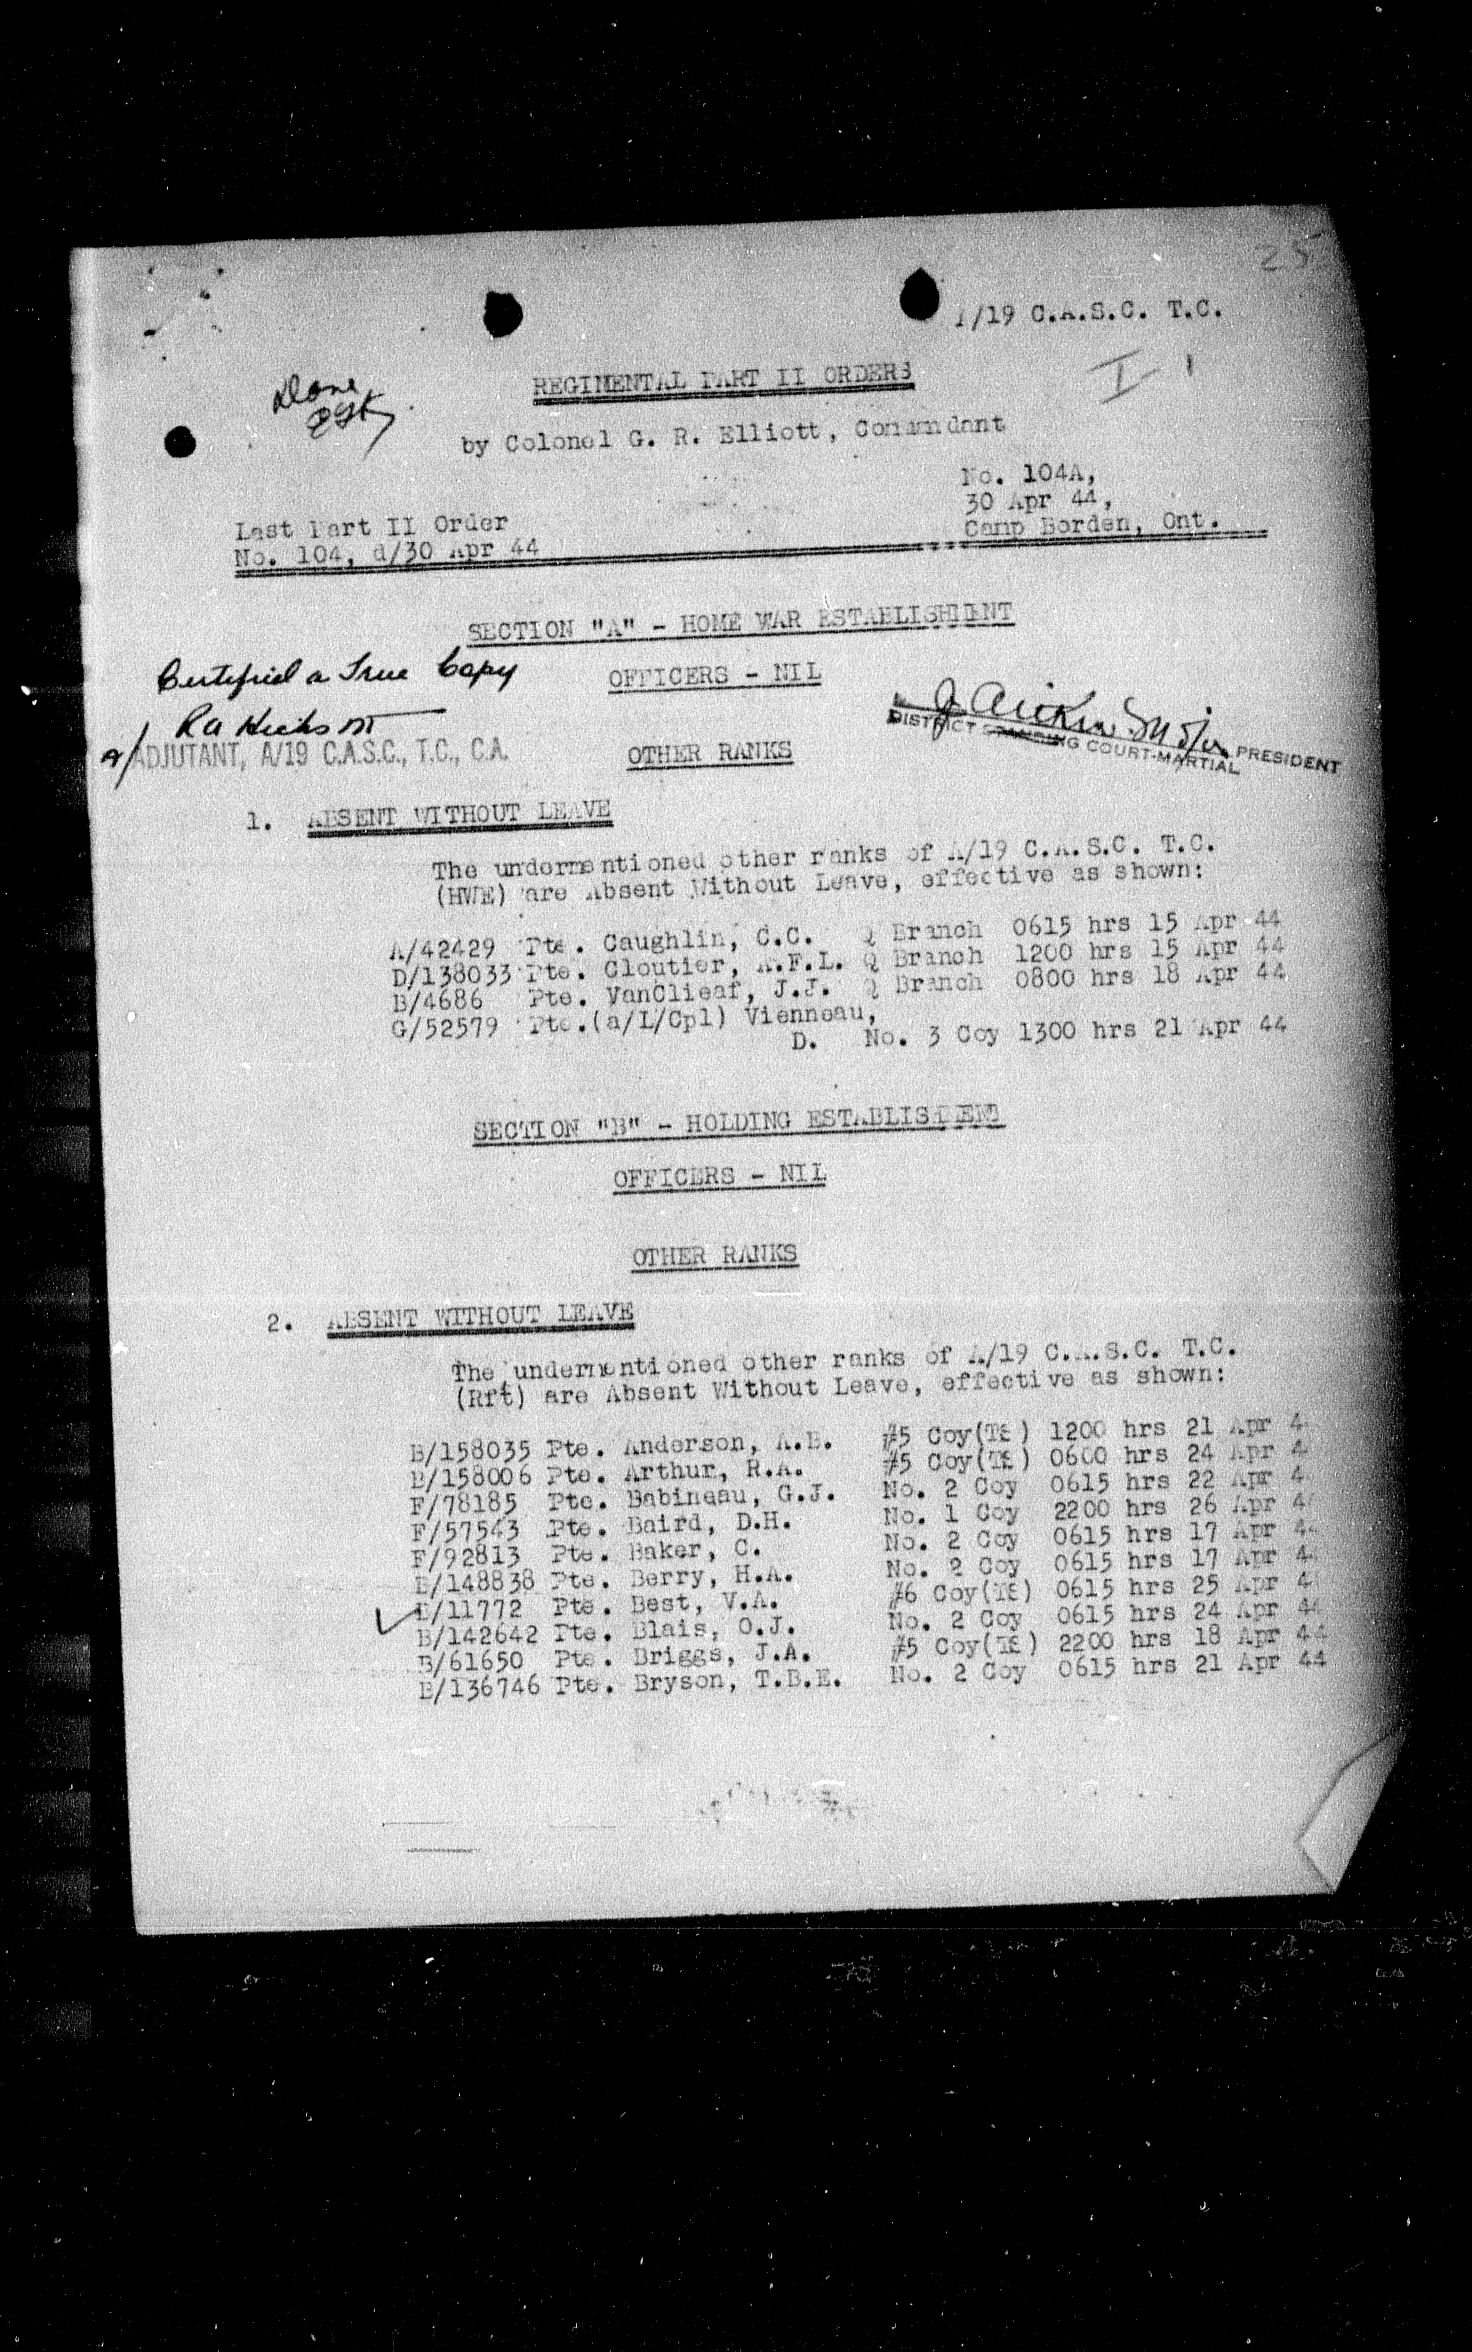 25
A/19 C.A.S.C. T.C.
I 1
Done
REGIMENTAL PART II ORDERS
by Colonel G. R. Elliott, Commandant
No. 104A,
30 Apr 44,
Camp Borden, Ont.
Last Part II Order
No. 104, d/30 Apr 44
SECTION "A" - HOME WAR ESTABLISHMENT
Certified a True Copy
OFFICERS - NIL
DISTRICT STANDING COURT-MARTIAL PRESIDENT
ADJUTANT, A/19 C.A.S.C., T.C., C.A.
OTHER RANKS
1. ABSENT WITHOUT LEAVE
The undermentioned other ranks of A/19 C.A.S.C. T.C.
(HWE) are Absent Without Leave, effective as shown:
A/42429 Pte. Caughlin, C.C. Q Branch 0615 hrs 15 Apr 44
D/138033 Pte. Cloutier, A.F.L. Q Branch 1200 hrs 15 Apr 44
B/4686 Pte. VanClieaf, J.J. Q Branch 0800 hrs 18 Apr 44
G/52579 Pte.(a/L/Cpl) Vienneau,
D. No. 3 Coy 1300 hrs 21 Apr 44
SECTION "B" - HOLDING ESTABLISHMENT
OFFICERS - NIL
OTHER RANKS
2. ABSENT WITHOUT LEAVE
The undermentioned other ranks of A/19 C.A.S.C. T.C.
(Rft) are Absent Without Leave, effective as shown:
B/158035 Pte. Anderson, A.B. #5 Coy(TE) 1200 hrs 21 Apr 4
B/158006 Pte. Arthur, R.A. #5 Coy(TE) 0600 hrs 24 Apr 4
F/78185 Pte. Babineau, G.J. No. 2 Coy 0615 hrs 22 Apr 4
F/57543 Pte. Baird, D.H. No. 1 Coy 2200 hrs 26 Apr 4
F/92813 Pte. Baker, C. No. 2 Coy 0615 hrs 17 Apr 44
B/148838 Pte. Berry, H.A. No. 2 Coy 0615 hrs 17 Apr 4
E/11772 Pte. Best, V.A. #6 Coy(TE) 0615 hrs 25 Apr 4
B/142642 Pte. Blais, O.J. No. 2 Coy 0615 hrs 24 Apr 44
B/61650 Pte. Briggs, J.A. #5 Coy(TE) 2200 hrs 18 Apr 44
B/136746 Pte. Bryson, T.B.E. No. 2 Coy 0615 hrs 21 Apr 44